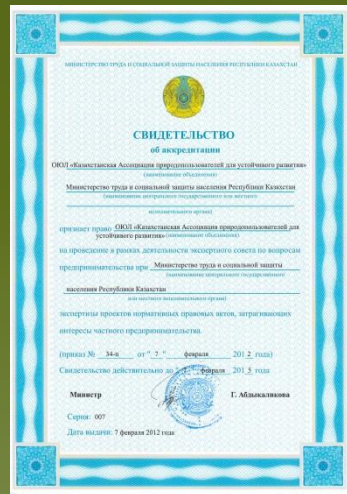 МИНИСТЕРСТВО ТРУДА И СОЦИАЛЬНОЙ ЗАЩИТЫ НАСЕЛЕНИЯ РЕСПУБЛИКИ КАЗАХСТАН
СВИДЕТЕЛЬСТВО
об аккредитации
ОЮЛ «Казахстанская Ассоциация природопользователей для устойчивого развития»
(наименование объединения)
Министерство труда и социальной защиты населения Республики Казахстан
(наименование центрального государственного или местного
исполнительного органа)
признает право ОЮЛ «Казахстанская Ассоциация природопользователей для
устойчивого развития» (наименование объединения)
на проведение в рамках деятельности экспертного совета по вопросам
предпринимательства при Министерство труда и социальной защиты
(наименование центрального государственного
населения Республики Казахстан
или местного исполнительного органа)
экспертизы проектов нормативных правовых актов, затрагивающих
интересы частного предпринимательства.
(приказ № 34-п от " 7 " февраля 201 2 года)
Свидетельство действительно до " 7 " февраля 201 5 года
Министр Г. Абдыкаликова
Серия: 007
Дата выдачи: 7 февраля 2012 года